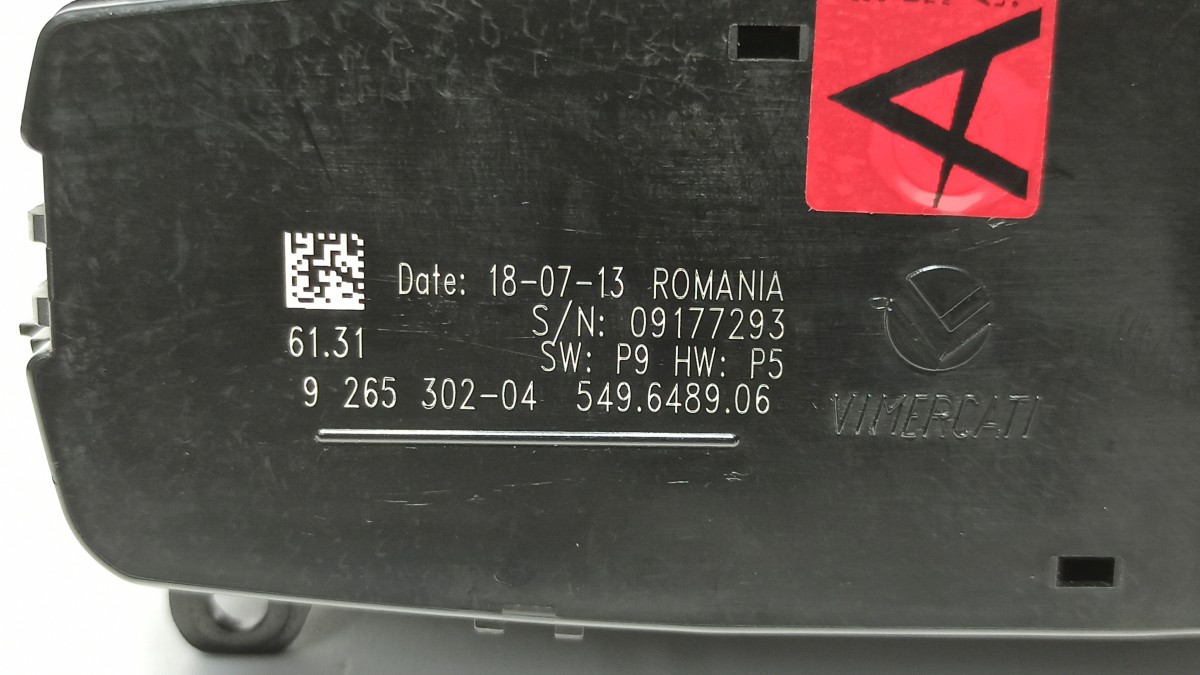 A
Date: 18-07-13 ROMANIA
S/N: 09177293
61.31
SW: P9 HW: P5
9 265 302-04 549.6489.06
VIMERCATI